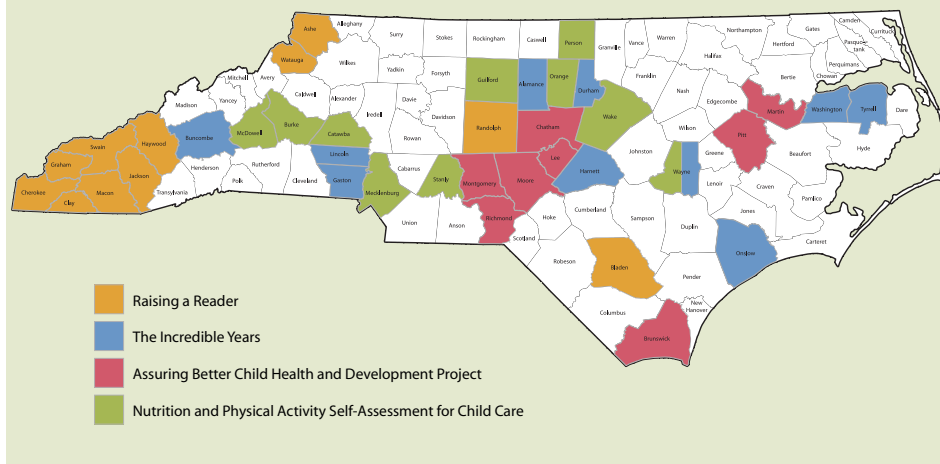 Ashe
Alleghany
Surry
Stokes
Rockingham
Caswell
Person
Granville
Vance
Warren
Northampton
Gates
Camden
Currituck
Pasquo-
tank
Hertford
Halifax
Perquimans
Chowan
Bertie
Watauga
Wilkes
Yadkin
Forsyth
Guilford
Alamance
Orange
Durham
Franklin
Nash
Edgecombe
Martin
Washington
Tyrrell
Dare
Mitchell
Avery
Caldwell
Alexander
Madison
Yancey
Iredell
Davie
Davidson
Randolph
Chatham
Wake
Wilson
Pitt
Beaufort
Hyde
Buncombe
McDowell
Burke
Catawba
Rowan
Swain
Haywood
Graham
Jackson
Macon
Cherokee
Clay
Transylvania
Henderson
Rutherford
Polk
Cleveland
Lincoln
Gaston
Mecklenburg
Cabarrus
Stanly
Montgomery
Moore
Lee
Harnett
Johnston
Wayne
Greene
Lenoir
Craven
Pamlico
Union
Anson
Richmond
Scotland
Hoke
Cumberland
Sampson
Duplin
Jones
Carteret
Onslow
Robeson
Bladen
Pender
New
Hanover
Columbus
Brunswick
Raising a Reader
The Incredible Years
Assuring Better Child Health and Development Project
Nutrition and Physical Activity Self-Assessment for Child Care